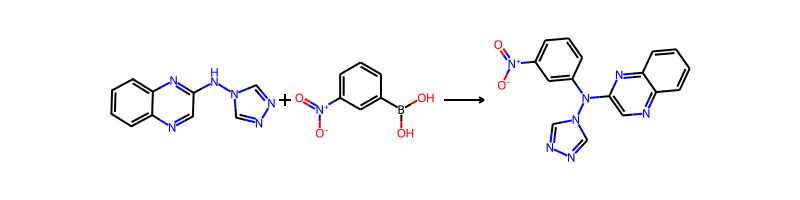 H
N N N
N N N
+
O N+ O- B OH OH
O N+ O- N N N N N N